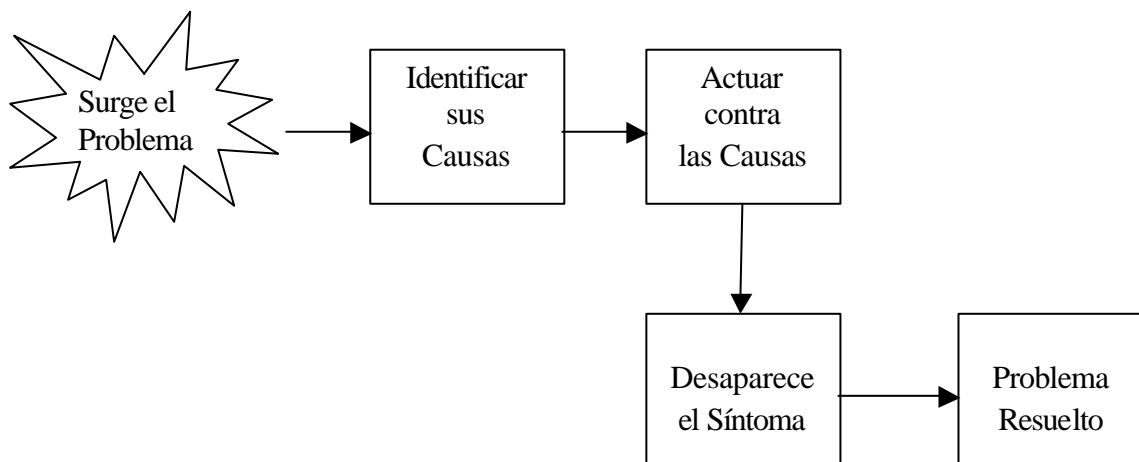 Surge el
Problema
Identificar
sus
Causas
Actuar
contra
las Causas
Desaparece
el Síntoma
Problema
Resuelto